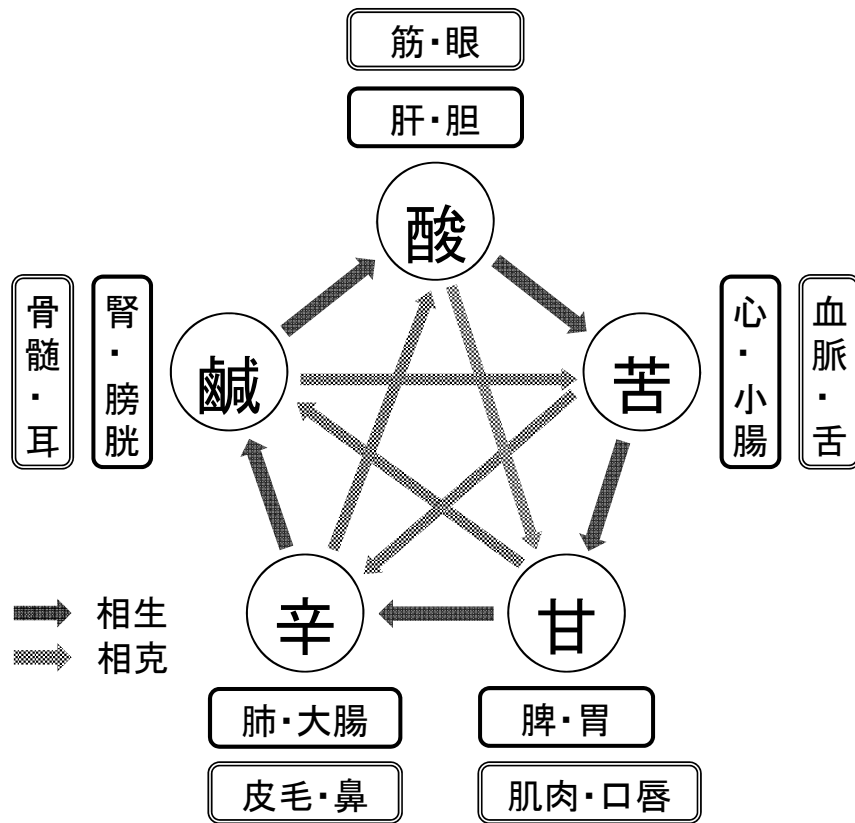 筋・眼
肝・胆
酸
苦
心・小腸
血脈・舌
甘
脾・胃
肌肉・口唇
辛
肺・大腸
皮毛・鼻
鹹
腎・膀胱
骨髄・耳
相生
相克